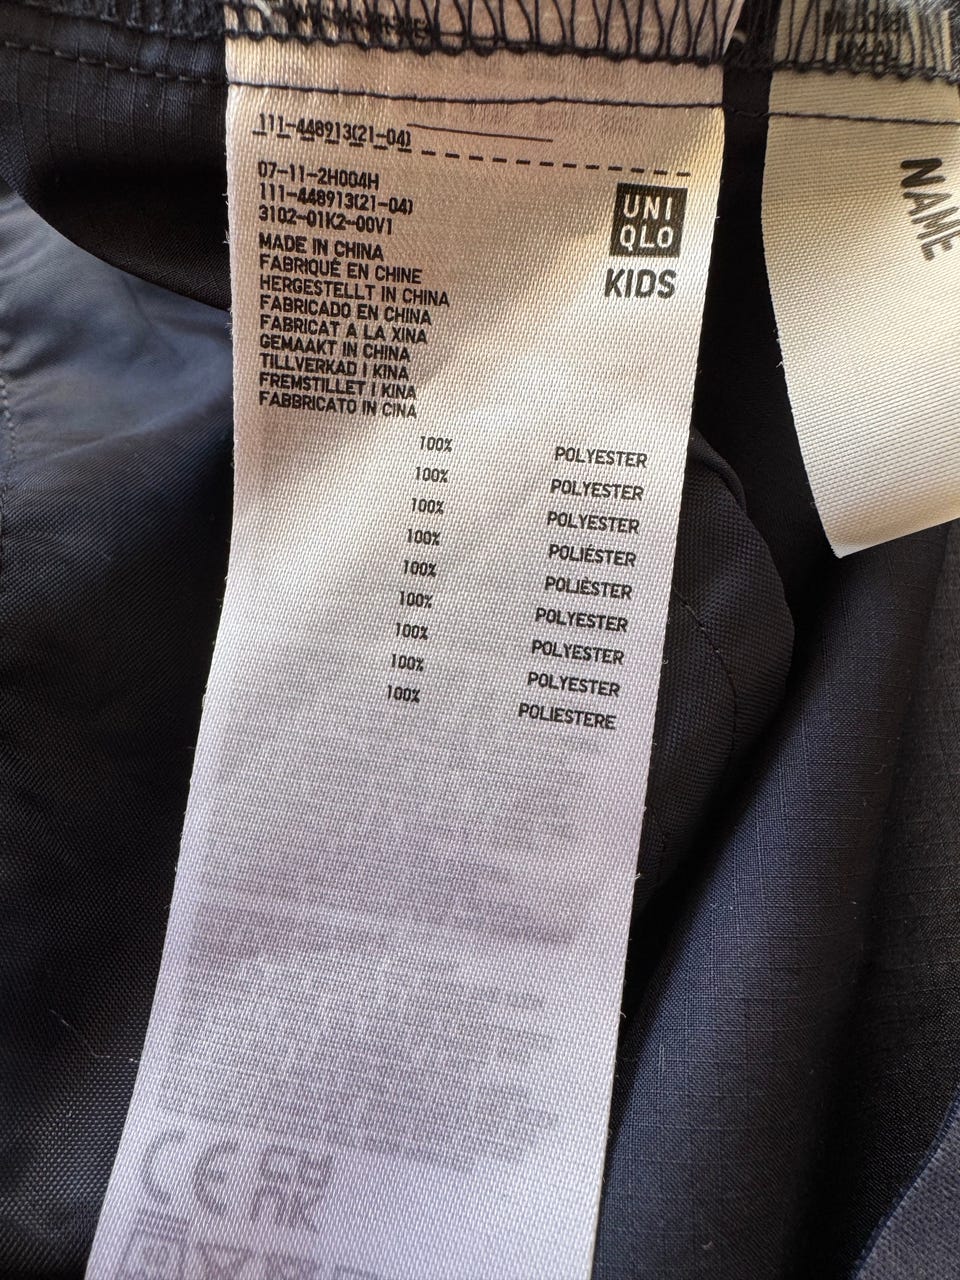 111-448913(21-04)
07-11-2H004H
111-448913(21-04)
3102-01K2-00V1
UNI
QLO
KIDS
MADE IN CHINA
FABRIQUÉ EN CHINE
HERGESTELLT IN CHINA
FABRICADO EN CHINA
FABRICAT A LA XINA
GEMAAKT IN CHINA
TILLVERKAD I KINA
FREMSTILLET I KINA
FABBRICATO IN CINA
100% POLYESTER
100% POLYESTER
100% POLYESTER
100% POLIÉSTER
100% POLIÈSTER
100% POLYESTER
100% POLYESTER
100% POLYESTER
100% POLIESTERE
NAME